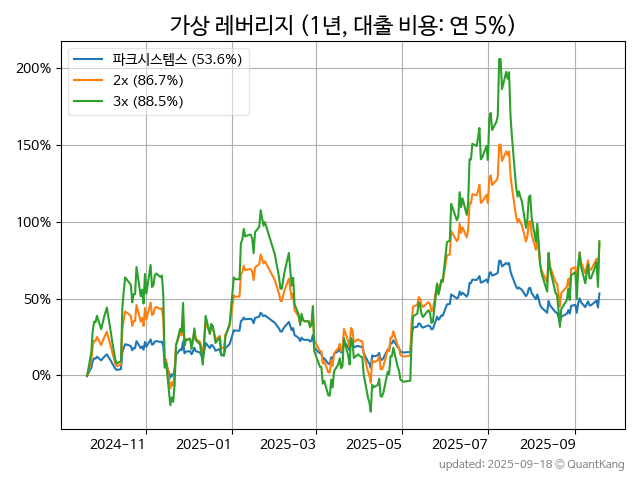 가상 레버리지 (1년, 대출 비용: 연 5%)
파크시스템스 (53.6%)
2x (86.7%)
3x (88.5%)
200%
150%
100%
50%
0%
2024-11 2025-01 2025-03 2025-05 2025-07 2025-09
updated: 2025-09-18 © QuantKang